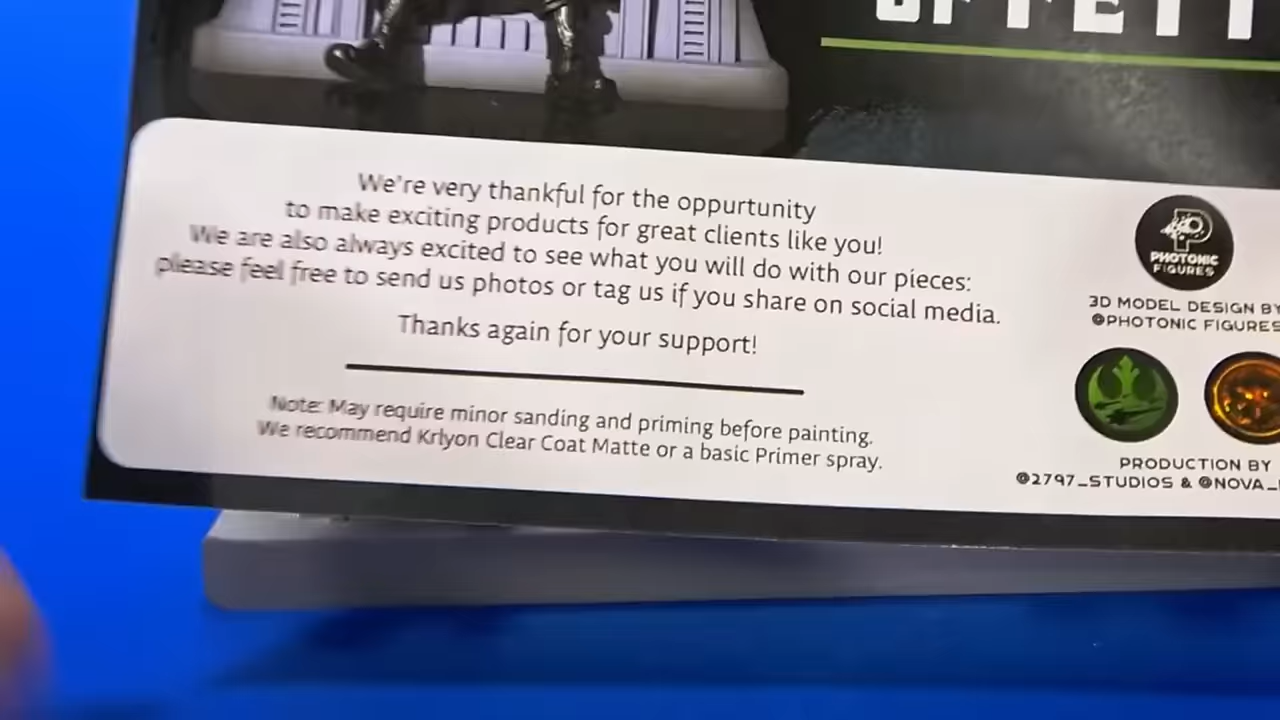 We're very thankful for the oppurtunity
to make exciting products for great clients like you!
We are also always excited to see what you will do with our pieces:
please feel free to send us photos or tag us if you share on social media.
Thanks again for your support!
Note: May require minor sanding and priming before painting.
We recommend Krlyon Clear Coat Matte or a basic Primer spray.
PHOTONIC
FIGURES
3D MODEL DESIGN BY
@PHOTONIC FIGURES
PRODUCTION BY
@2797_STUDIOS & @NOVA_